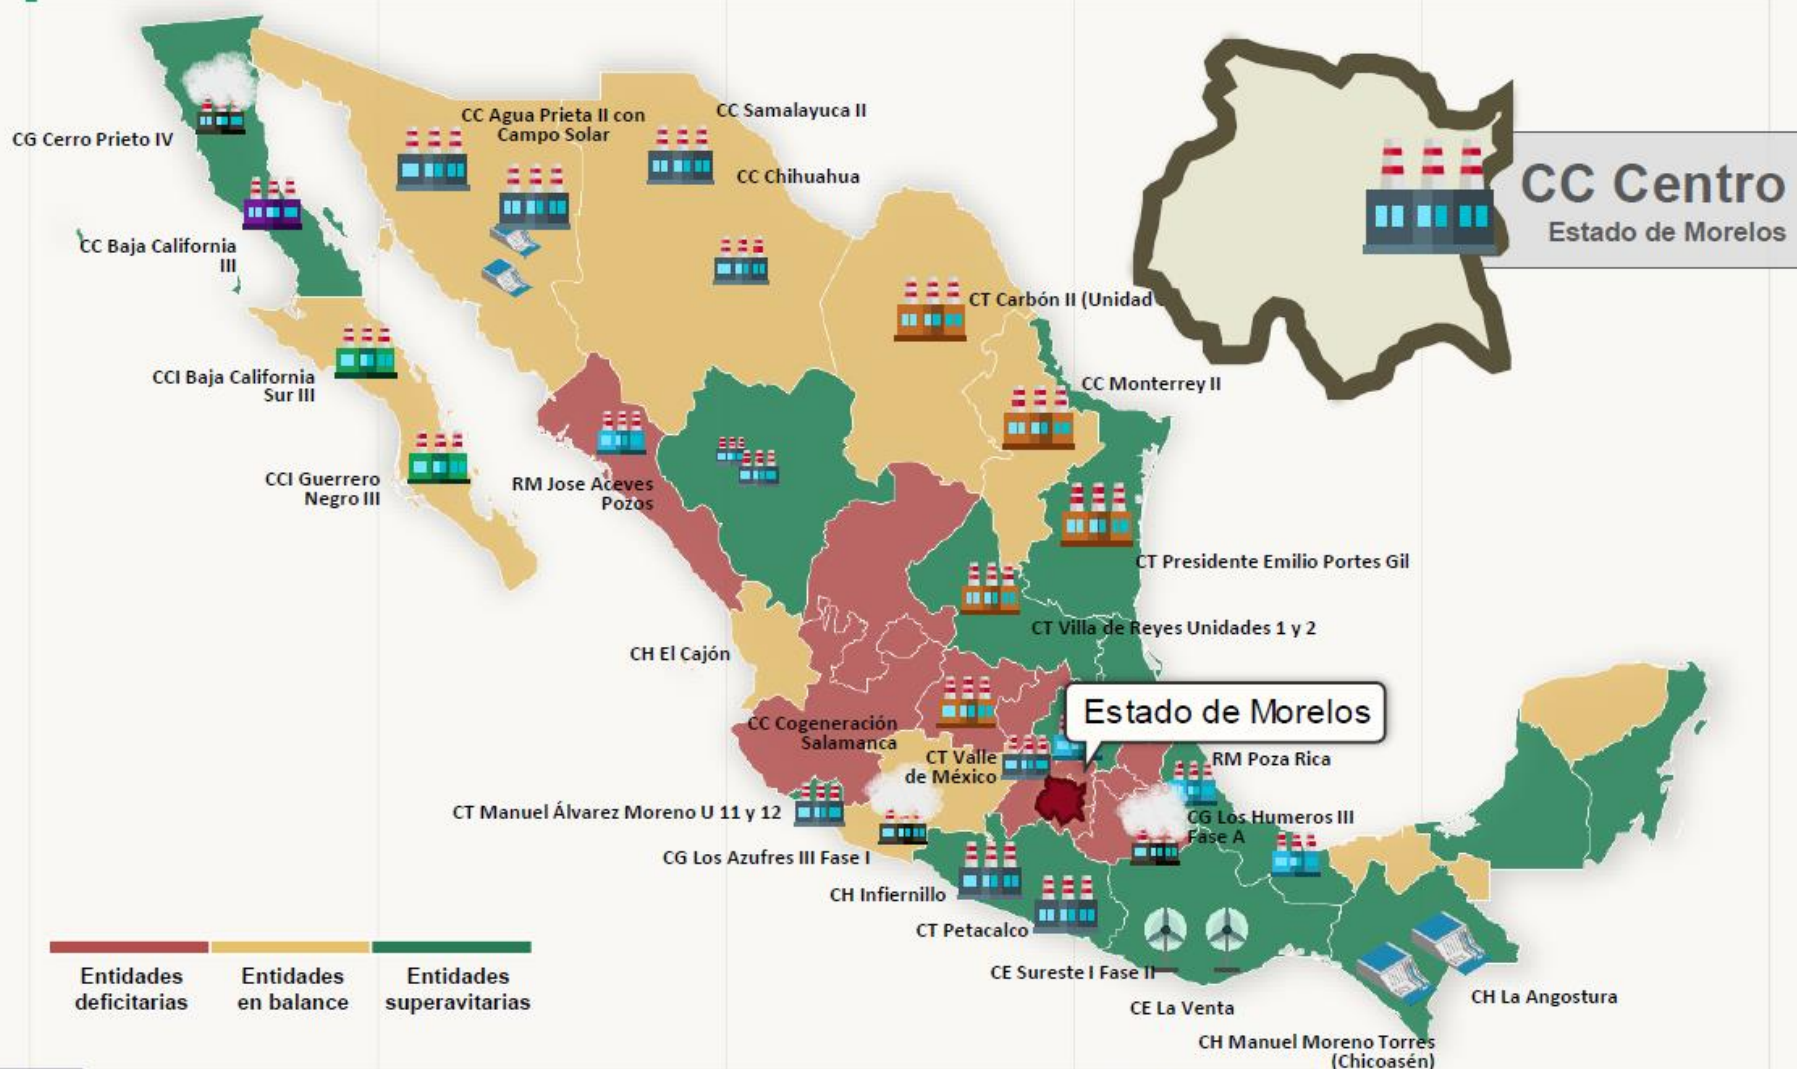 CC Agua Prieta II con
Campo Solar
CC Samalayuca II
CG Cerro Prieto IV
CC Chihuahua
CC Centro
Estado de Morelos
CC Baja California
III
CT Carbón II (Unidad
CCI Baja California
Sur III
CC Monterrey II
CCI Guerrero
Negro III
RM Jose Aceves
Pozos
CT Presidente Emilio Portes Gil
CT Villa de Reyes Unidades 1 y 2
CH El Cajón
Estado de Morelos
CC Cogeneración
Salamanca
CT Valle
de México
RM Poza Rica
CT Manuel Álvarez Moreno U 11 y 12
CG Los Humeros III
Fase A
CG Los Azufres III Fase I
CH Infiernillo
CT Petacalco
CE Sureste I Fase II
CE La Venta
CH La Angostura
CH Manuel Moreno Torres
(Chicoasén)
Entidades
deficitarias
Entidades
en balance
Entidades
superavitarias